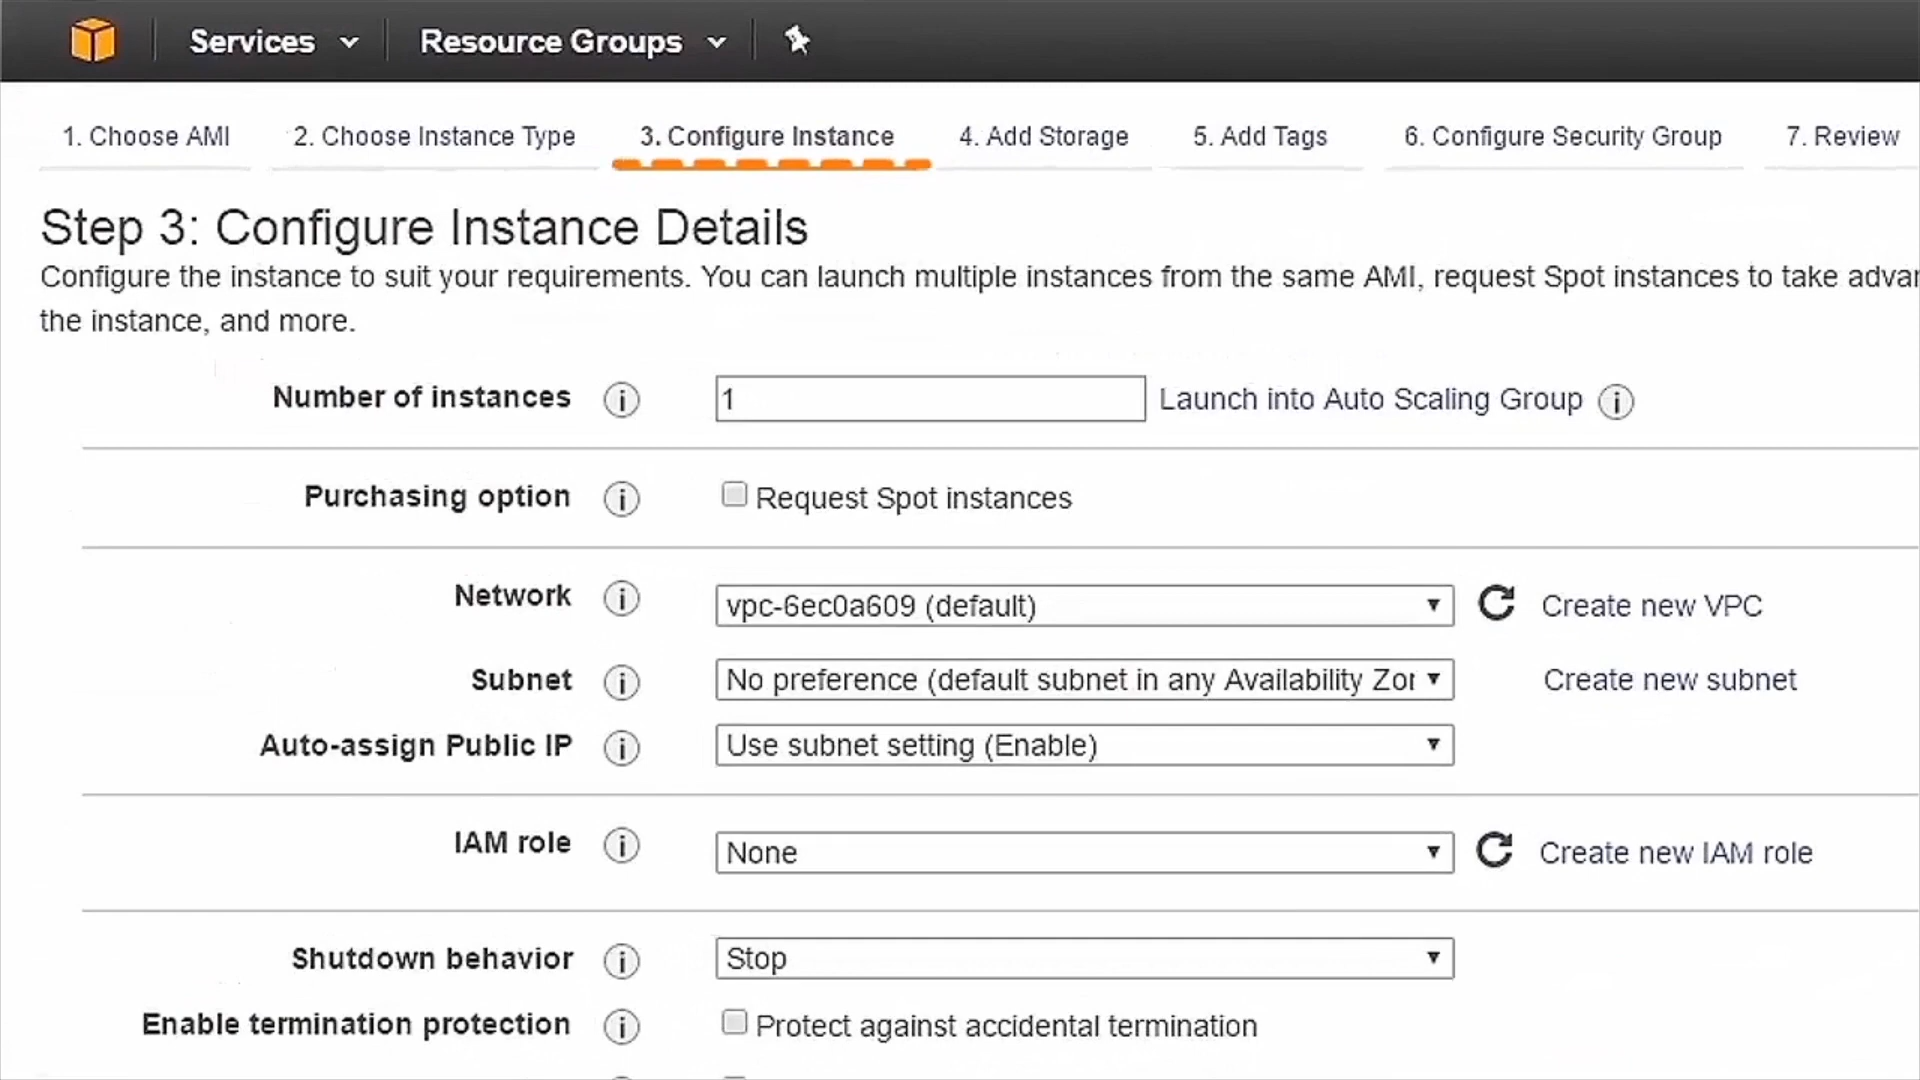 Services
Resource Groups
1. Choose AMI
2. Choose Instance Type
3. Configure Instance
4. Add Storage
5. Add Tags
6. Configure Security Group
7. Review
Step 3: Configure Instance Details
Configure the instance to suit your requirements. You can launch multiple instances from the same AMI, request Spot instances to take
the instance, and more.
Number of instances
1
Launch into Auto Scaling Group
Purchasing option
Request Spot instances
Network
vpc-6ec0a609 (default)
Create new VPC
Subnet
No preference (default subnet in any Availability
Create new subnet
Auto-assign Public IP
Use subnet setting (Enable)
IAM role
None
Create new IAM role
Shutdown behavior
Stop
Enable termination protection
Protect against accidental termination